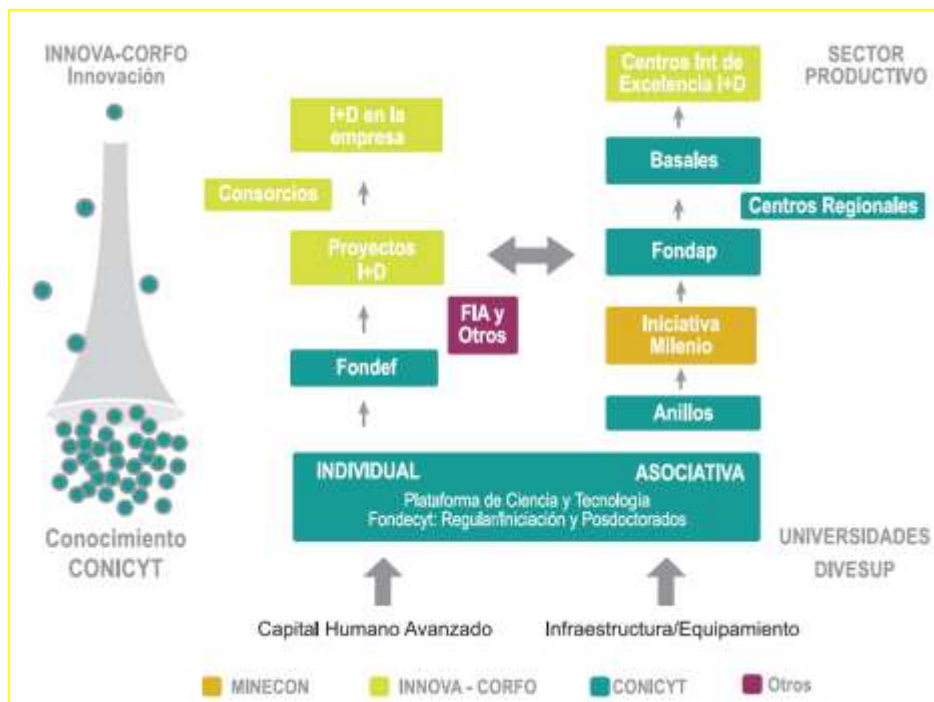 INNOVA-CORFO
Innovación
Centros Int de
Excelencia I+D
SECTOR
PRODUCTIVO
I+D en la
empresa
Basales
Consorcios
Centros Regionales
Proyectos
I+D
Fondap
FIA y
Otros
Iniciativa
Milenio
Fondef
Anillos
INDIVIDUAL
ASOCIATIVA
Plataforma de Ciencia y Tecnología
Fondecyt: Regular/Iniciación y Posdoctorados
Conocimiento
CONICYT
UNIVERSIDADES
DIVESUP
Capital Humano Avanzado
Infraestructura/Equipamiento
MINECON
INNOVA - CORFO
CONICYT
Otros